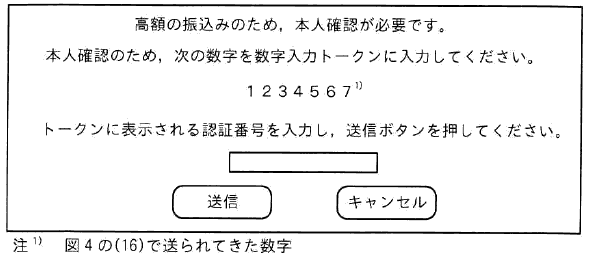 高額の振込みのため，本人確認が必要です。
本人確認のため，次の数字を数字入力トークンに入力してください。
1234567¹⁾
トークンに表示される認証番号を入力し，送信ボタンを押してください。
送信
キャンセル
注¹⁾ 図4の(16)で送られてきた数字